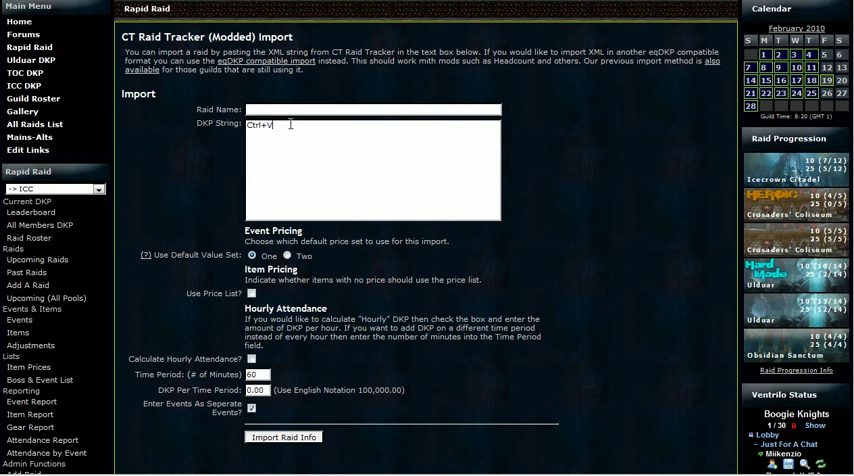 Main Menu
Home
Forums
Rapid Raid
Ulduar DKP
TOC DKP
ICC DKP
Guild Roster
Gallery
All Raids List
Mains-Alts
Edit Links
Rapid Raid
-> ICC
Current DKP
Leaderboard
All Members DKP
Raid Roster
Raids
Upcoming Raids
Past Raids
Add A Raid
Upcoming (All Pools)
Events & Items
Events
Items
Adjustments
Lists
Item Prices
Boss & Event List
Reporting
Event Report
Item Report
Gear Report
Attendance Report
Attendance by Event
Admin Functions
Rapid Raid
CT Raid Tracker (Modded) Import
You can import a raid by pasting the XML string from CT Raid Tracker in the text box below. If you would like to import XML in another eqDKP compatible
format you can use the eqDKP compatible import instead. This should work mith mods such as Headcount and others. Our previous import method is also
available for those guilds that are still using it.
Import
Raid Name:
DKP String:
Ctrl+V
Event Pricing
Choose which default price set to use for this import.
(?) Use Default Value Set: One Two
Item Pricing
Indicate whether items with no price should use the price list.
Use Price List?
Hourly Attendance
If you would like to calculate "Hourly" DKP then check the box and enter the
amount of DKP per hour. If you want to add DKP on a different time period
instead of every hour then enter the number of minutes into the Time Period
field.
Calculate Hourly Attendance?
Time Period: (# of Minutes) 60
DKP Per Time Period: 0.00 (Use English Notation 100,000.00)
Enter Events As Seperate
Events?
Import Raid Info
Calendar
February 2010
S M T W T F S
1 2 3 4 5 6
7 8 9 10 11 12 13
14 15 16 17 18 19 20
21 22 23 24 25 26 27
28
Guild Time: 8:20 (GMT 1)
Raid Progression
10 (7/12)
25 (5/12)
Icecrown Citadel
HEROIC
10 (4/5)
25 (0/5)
Crusaders' Coliseum
10 (5/5)
25 (5/5)
Crusaders' Coliseum
Hard Mode
10 (10/14)
25 (2/14)
Ulduar
10 (13/14)
25 (12/14)
Ulduar
10 (4/4)
25 (4/4)
Obsidian Sanctum
Raid Progression Info
Ventrilo Status
Boogie Knights
1 / 30 Show
Lobby
Just For A Chat
Miikenzio